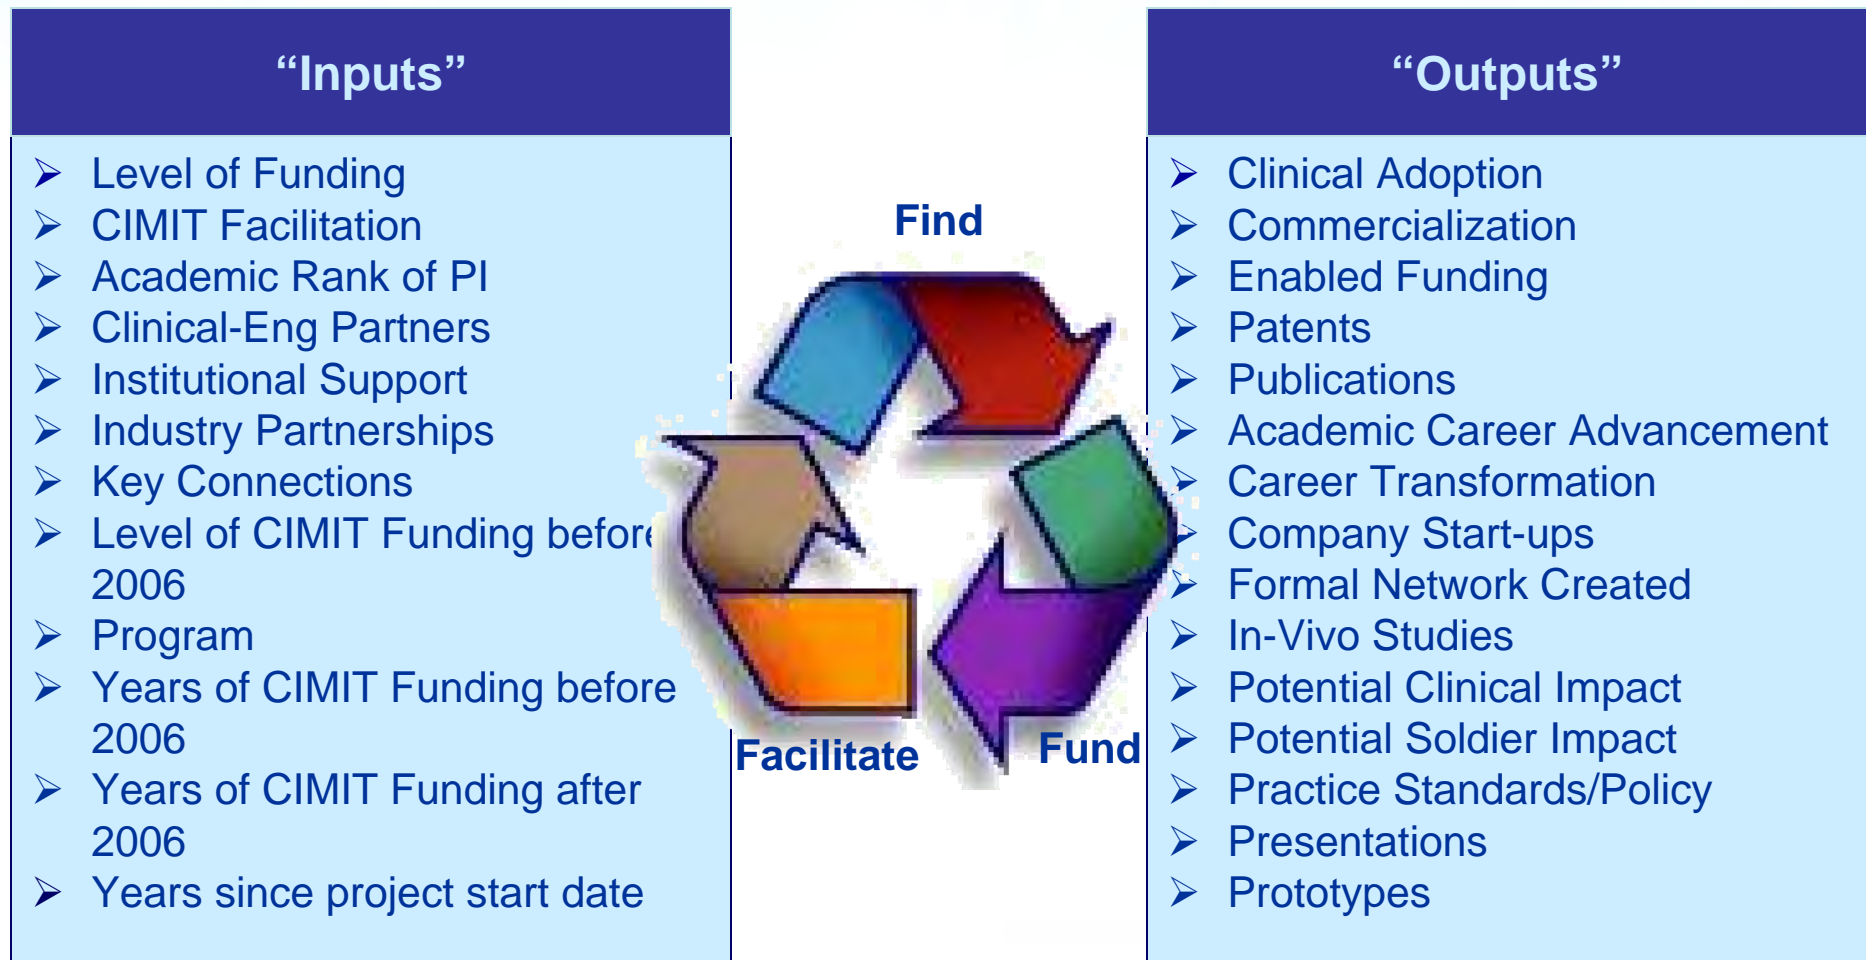 “Inputs”
➢ Level of Funding
➢ CIMIT Facilitation
➢ Academic Rank of PI
➢ Clinical-Eng Partners
➢ Institutional Support
➢ Industry Partnerships
➢ Key Connections
➢ Level of CIMIT Funding before
2006
➢ Program
➢ Years of CIMIT Funding before
2006
➢ Years of CIMIT Funding after
2006
➢ Years since project start date
Find
Facilitate
Fund
“Outputs”
➢ Clinical Adoption
➢ Commercialization
➢ Enabled Funding
➢ Patents
➢ Publications
➢ Academic Career Advancement
➢ Career Transformation
➢ Company Start-ups
➢ Formal Network Created
➢ In-Vivo Studies
➢ Potential Clinical Impact
➢ Potential Soldier Impact
➢ Practice Standards/Policy
➢ Presentations
➢ Prototypes